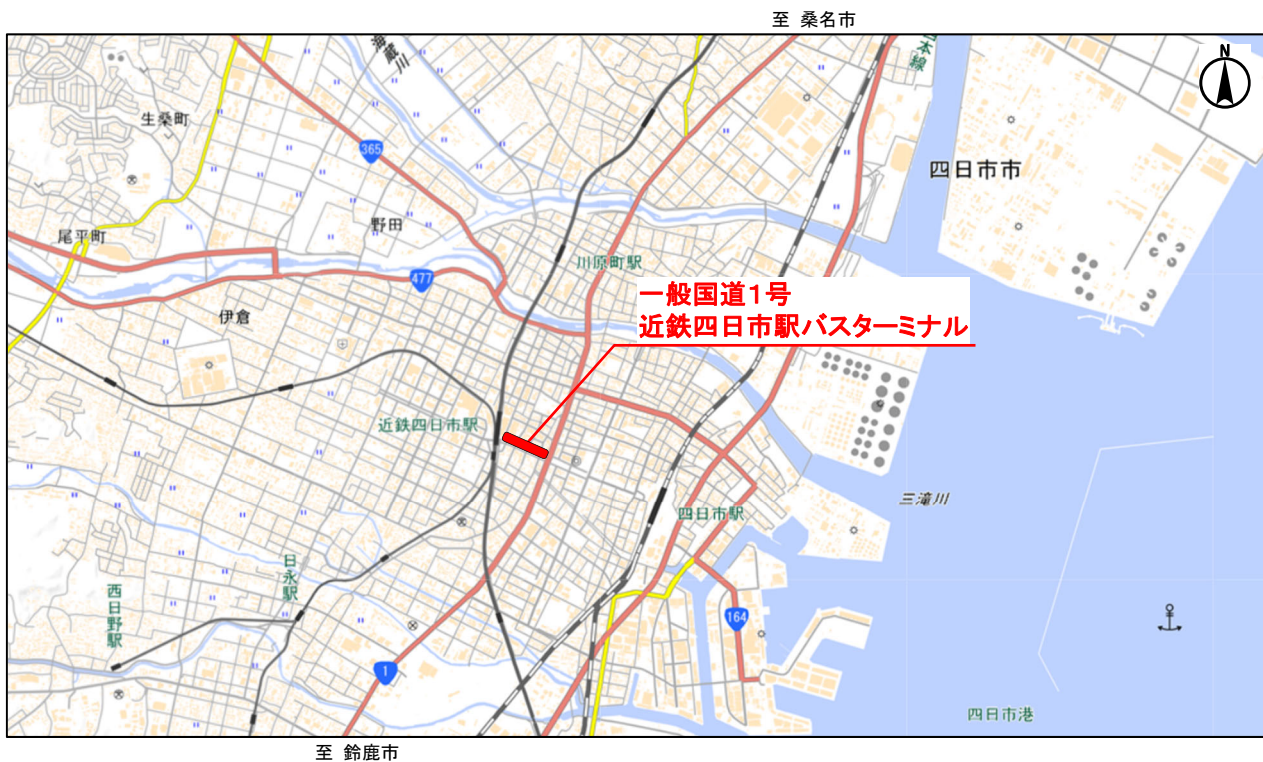 至 桑名市
N
海蔵川
本線
生桑町
365
四日市市
野田
尾平町
川原町駅
477
一般国道1号
近鉄四日市駅バスターミナル
伊倉
近鉄四日市駅
三滝川
四日市駅
日永駅
西日野駅
164
1
四日市港
至 鈴鹿市